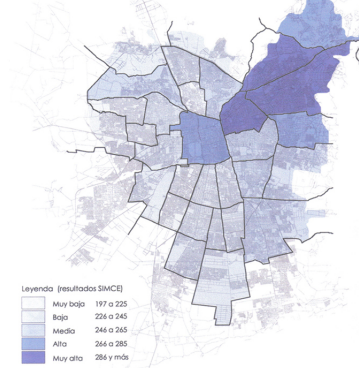 Leyenda (resultados SIMCE)
Muy baja 197 a 225
Baja 226 a 245
Media 246 a 265
Alta 266 a 285
Muy alta 286 y más